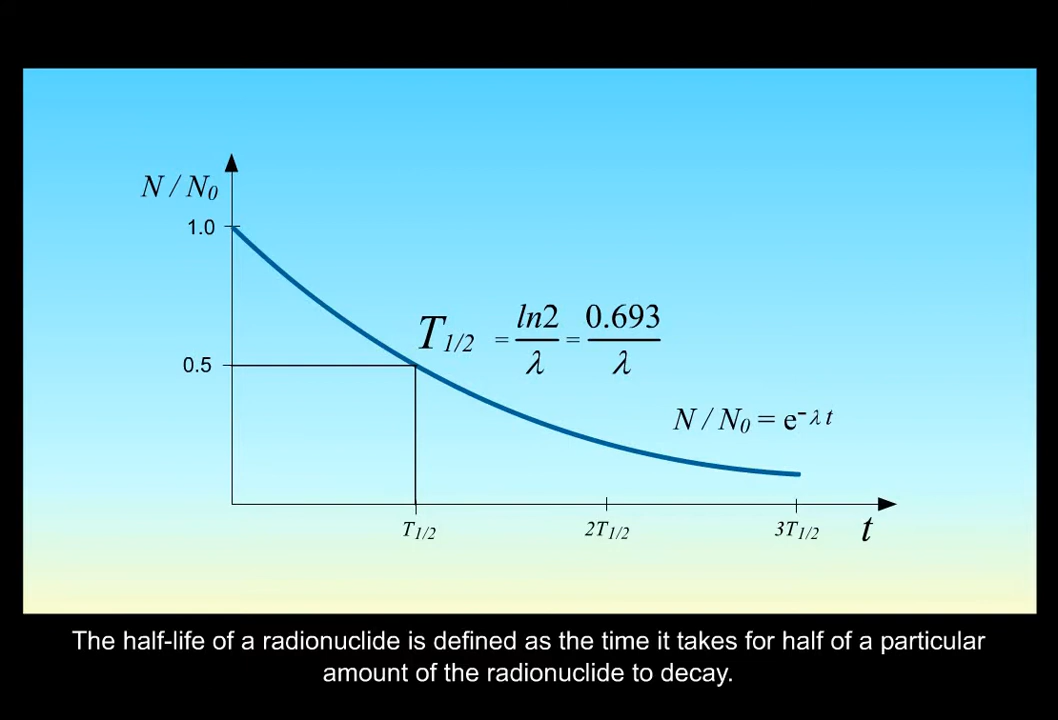 N / N₀
1.0
T₁/₂ = ln2/λ = 0.693/λ
0.5
N / N₀ = e⁻λ t
T₁/₂ 2T₁/₂ 3T₁/₂ t
The half-life of a radionuclide is defined as the time it takes for half of a particular
amount of the radionuclide to decay.